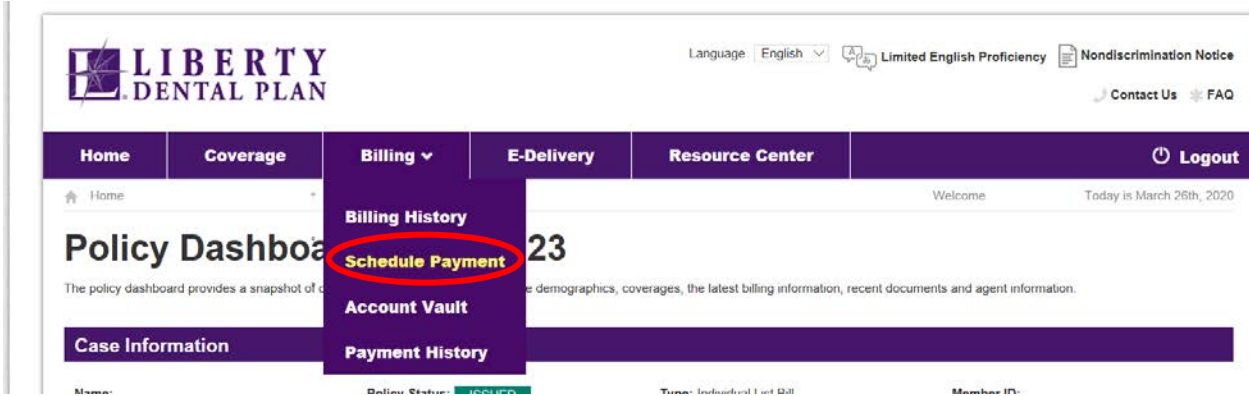 LIBERTY
DENTAL PLAN
Language English Limited English Proficiency Nondiscrimination Notice
Contact Us FAQ
Home Coverage Billing E-Delivery Resource Center Logout
Home Welcome Today is March 26th, 2020
Billing History
Policy 23
Schedule Payment
The policy provides a snapshot of demographics, coverages, the latest billing information, recent documents and agent information.
Account Vault
Case Information
Payment History
Name: Policy Status: ISSUED Type: Individual List Bill Member ID: